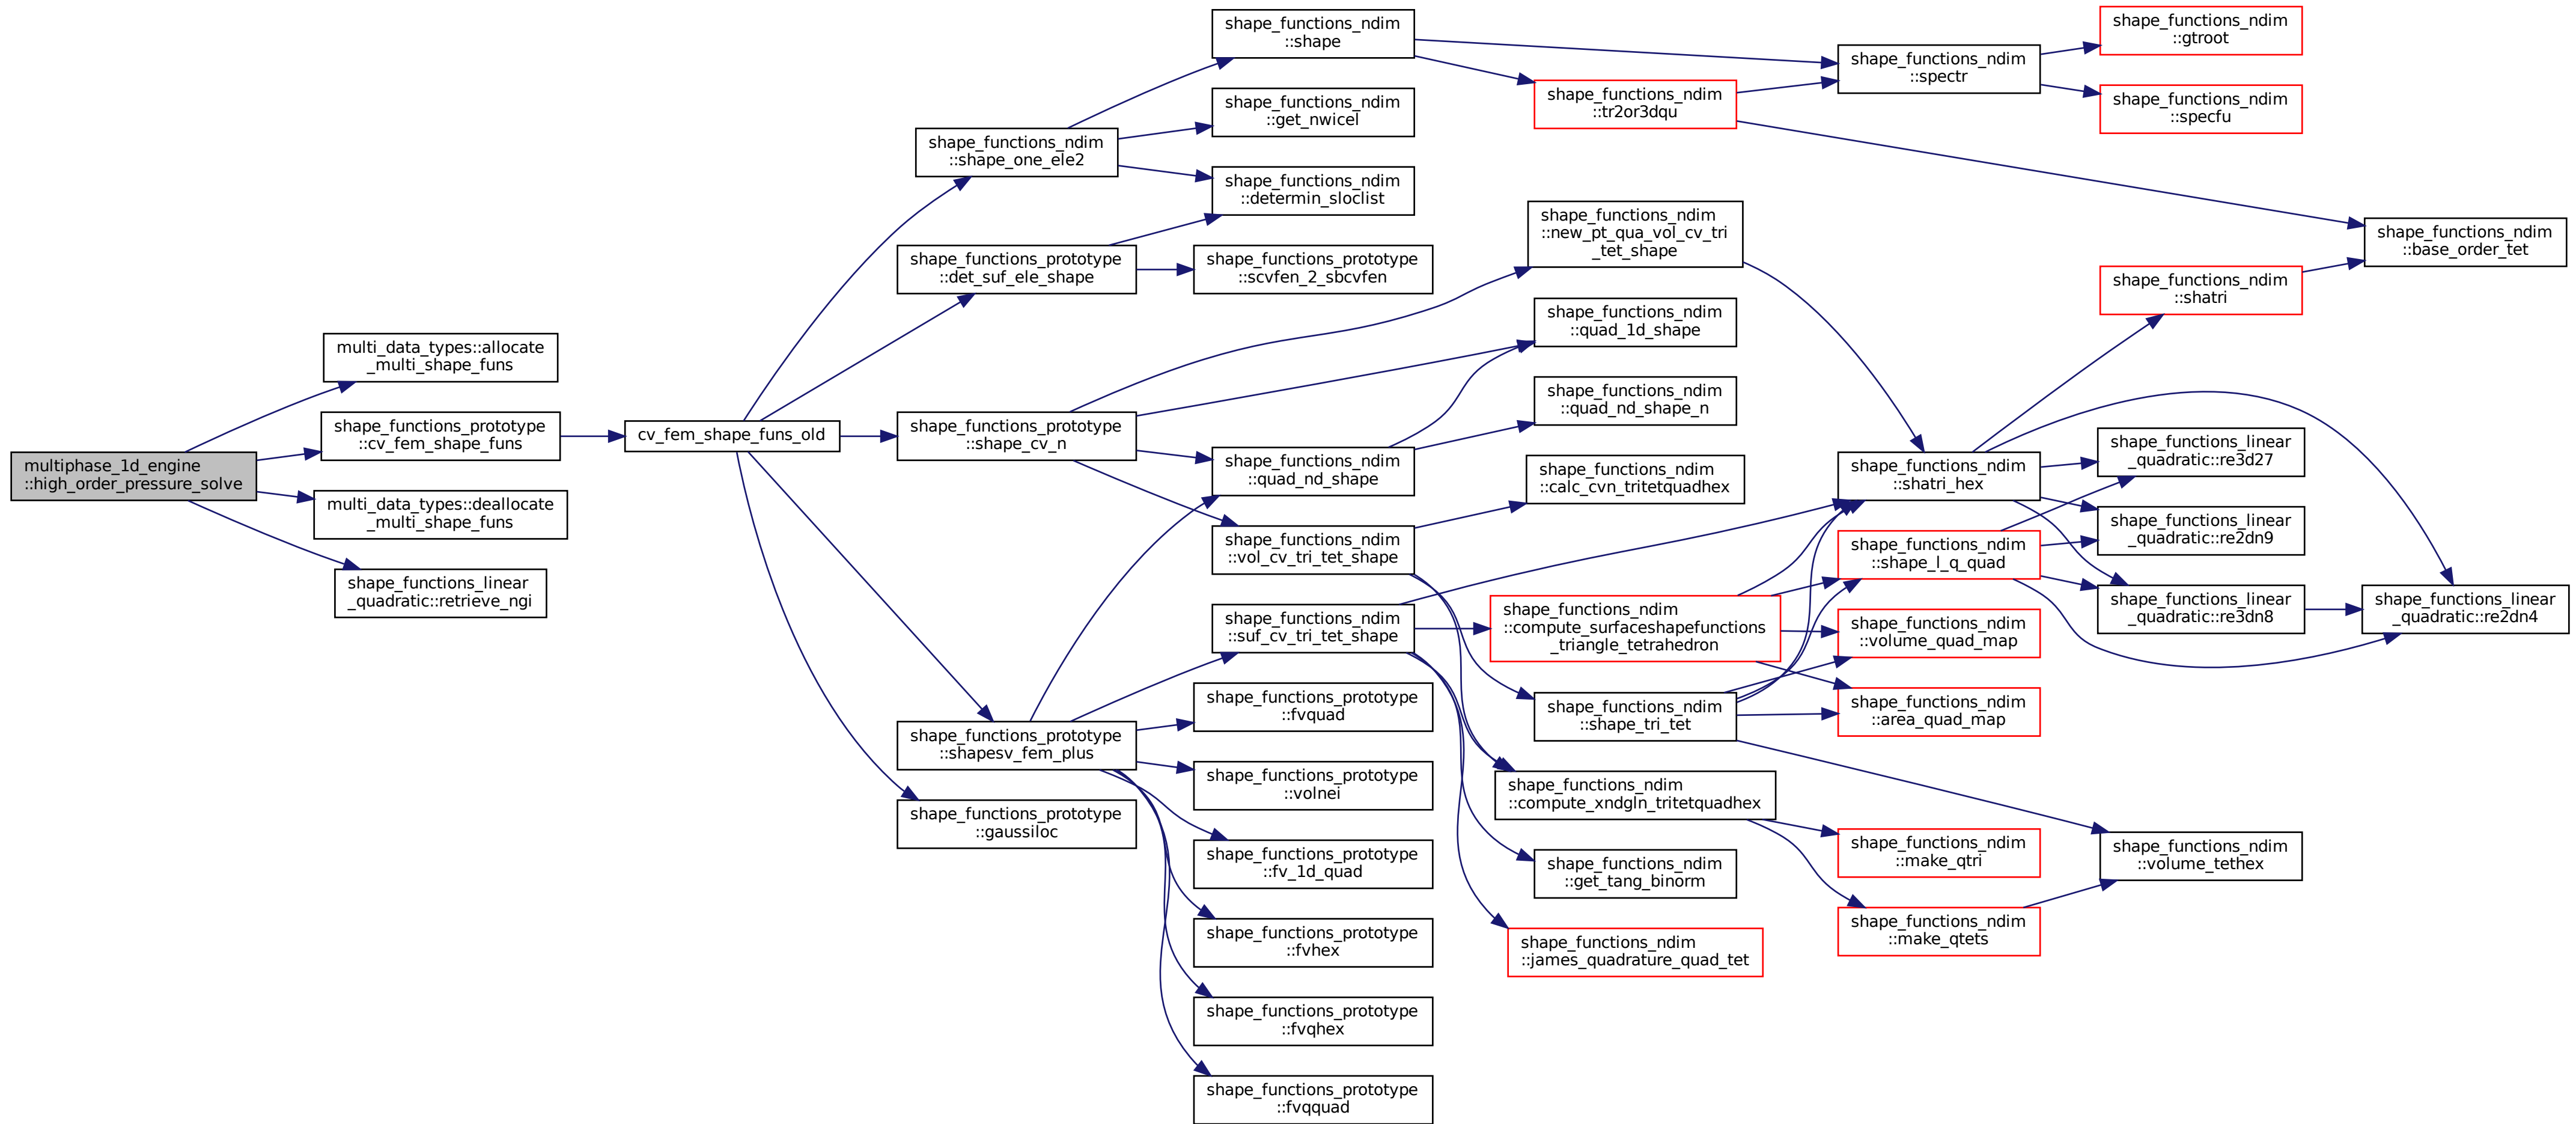 multiphase_1d_engine
::high_order_pressure_solve
multi_data_types::allocate
_multi_shape_funs
shape_functions_prototype
::cv_fem_shape_funs
multi_data_types::deallocate
_multi_shape_funs
shape_functions_linear
_quadratic::retrieve_ngi
cv_fem_shape_funs_old
shape_functions_ndim
::shape_one_ele2
shape_functions_prototype
::det_suf_ele_shape
shape_functions_prototype
::shape_cv_n
shape_functions_prototype
::shapesv_fem_plus
shape_functions_prototype
::gaussiloc
shape_functions_ndim
::shape
shape_functions_ndim
::get_nwicel
shape_functions_ndim
::determin_sloclist
shape_functions_prototype
::scvfen_2_sbcvfen
shape_functions_ndim
::quad_nd_shape
shape_functions_ndim
::vol_cv_tri_tet_shape
shape_functions_ndim
::suf_cv_tri_tet_shape
shape_functions_prototype
::fvquad
shape_functions_prototype
::volnei
shape_functions_prototype
::fv_1d_quad
shape_functions_prototype
::fvhex
shape_functions_prototype
::fvqhex
shape_functions_prototype
::fvqquad
shape_functions_ndim
::tr2or3dqu
shape_functions_ndim
::new_pt_qua_vol_cv_tri
_tet_shape
shape_functions_ndim
::quad_1d_shape
shape_functions_ndim
::quad_nd_shape_n
shape_functions_ndim
::calc_cvn_tritetquadhex
shape_functions_ndim
::compute_surfaceshapefunctions
_triangle_tetrahedron
shape_functions_ndim
::shape_tri_tet
shape_functions_ndim
::compute_xndgln_tritetquadhex
shape_functions_ndim
::get_tang_binorm
shape_functions_ndim
::james_quadrature_quad_tet
shape_functions_ndim
::spectr
shape_functions_ndim
::shatri_hex
shape_functions_ndim
::shape_l_q_quad
shape_functions_ndim
::volume_quad_map
shape_functions_ndim
::area_quad_map
shape_functions_ndim
::make_qtri
shape_functions_ndim
::make_qtets
shape_functions_ndim
::gtroot
shape_functions_ndim
::specfu
shape_functions_ndim
::shatri
shape_functions_linear
_quadratic::re3d27
shape_functions_linear
_quadratic::re2dn9
shape_functions_linear
_quadratic::re3dn8
shape_functions_ndim
::volume_tethex
shape_functions_ndim
::base_order_tet
shape_functions_linear
_quadratic::re2dn4